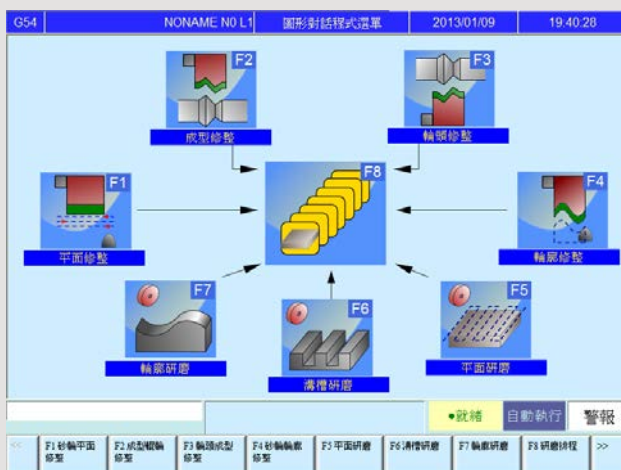 G54 NONAME N0 L1 圖形對話程式選單 2013/01/09 19:40:28
F2
成型修整
F3
輪頭修整
F1
平面修整
F8
F4
輪廓修整
F7
輪廓研磨
F6
溝槽研磨
F5
平面研磨
•就緒 自動執行 警報
<< F1 砂輪平面修整 F2 成型輥輪修整 F3 輪頭成型修整 F4 砂輪輪廓修整 F5 平面研磨 F6 溝槽研磨 F7 輪廓研磨 F8 研磨排程 >>